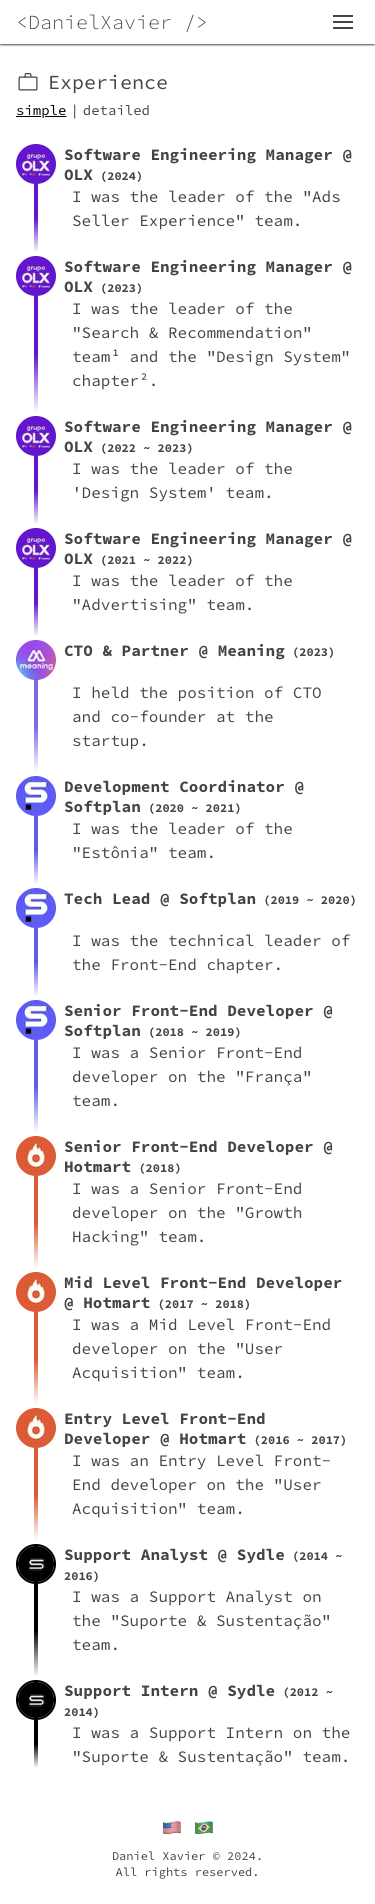 <DanielXavier />
Experience
simple | detailed
grupo
OLX
Software Engineering Manager @
OLX (2024)
I was the leader of the "Ads
Seller Experience" team.
grupo
OLX
Software Engineering Manager @
OLX (2023)
I was the leader of the
"Search & Recommendation"
team¹ and the "Design System"
chapter².
grupo
OLX
Software Engineering Manager @
OLX (2022 ~ 2023)
I was the leader of the
'Design System' team.
grupo
OLX
Software Engineering Manager @
OLX (2021 ~ 2022)
I was the leader of the
"Advertising" team.
meaning
CTO & Partner @ Meaning (2023)
I held the position of CTO
and co-founder at the
startup.
Development Coordinator @
Softplan (2020 ~ 2021)
I was the leader of the
"Estônia" team.
Tech Lead @ Softplan (2019 ~ 2020)
I was the technical leader of
the Front-End chapter.
Senior Front-End Developer @
Softplan (2018 ~ 2019)
I was a Senior Front-End
developer on the "França"
team.
Senior Front-End Developer @
Hotmart (2018)
I was a Senior Front-End
developer on the "Growth
Hacking" team.
Mid Level Front-End Developer
@ Hotmart (2017 ~ 2018)
I was a Mid Level Front-End
developer on the "User
Acquisition" team.
Entry Level Front-End
Developer @ Hotmart (2016 ~ 2017)
I was an Entry Level Front-
End developer on the "User
Acquisition" team.
Support Analyst @ Sydle (2014 ~
2016)
I was a Support Analyst on
the "Suporte & Sustentação"
team.
Support Intern @ Sydle (2012 ~
2014)
I was a Support Intern on the
"Suporte & Sustentação" team.
Daniel Xavier © 2024.
All rights reserved.